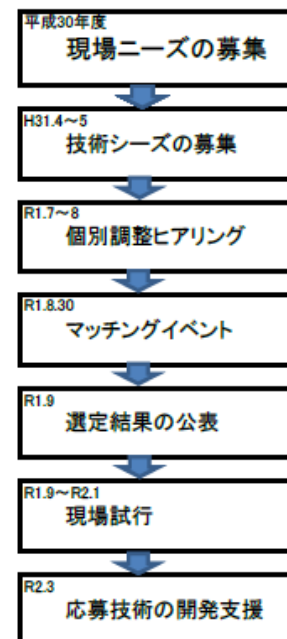 平成30年度
現場ニーズの募集
H31.4～5
技術シーズの募集
R1.7～8
個別調整ヒアリング
R1.8.30
マッチングイベント
R1.9
選定結果の公表
R1.9～R2.1
現場試行
R2.3
応募技術の開発支援